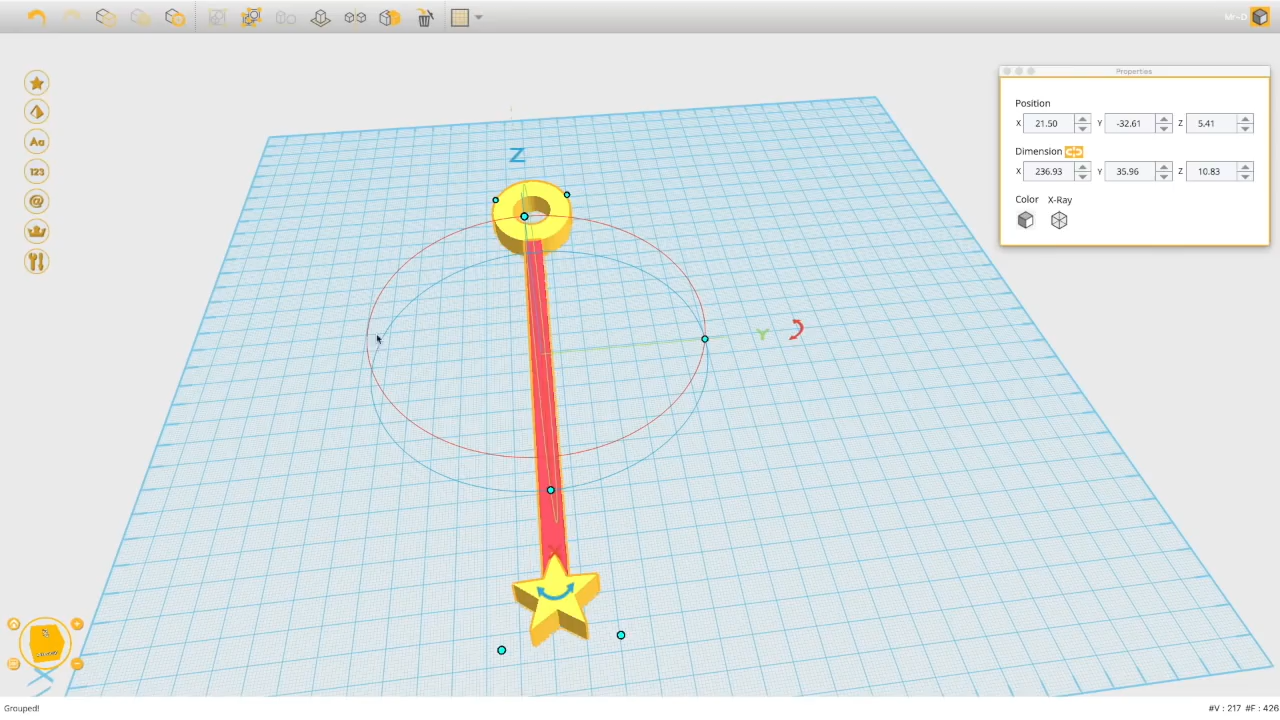 Mr-D
Properties
Position
X 21.50 Y -32.61 Z 5.41
Dimension
X 236.93 Y 35.96 Z 10.83
Color X-Ray
Aa
123
@
Z
Y
X
X
Grouped!
#V : 217 #F : 426